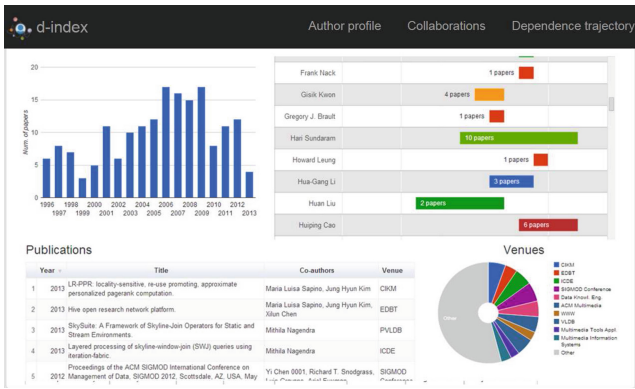 d-index
Author profile Collaborations Dependence trajectory
20
15
10
5
0
Num. of papers
1996 1998 2000 2002 2004 2006 2008 2010 2012
1997 1999 2001 2003 2005 2007 2009 2011 2013
Frank Nack 1 papers
Gisik Kwon 4 papers
Gregory J. Brault 1 papers
Hari Sundaram 10 papers
Howard Leung 1 papers
Hua-Gang Li 3 papers
Huan Liu 2 papers
Huiping Cao 6 papers
Publications
Year Title Co-authors Venue
1 2013 LR-PPR: locality-sensitive, re-use promoting, approximate
personalized pagerank computation. Maria Luisa Sapino, Jung Hyun Kim CIKM
2 2013 Hive open research network platform. Maria Luisa Sapino, Jung Hyun Kim,
Xilun Chen EDBT
3 2013 SkySuite: A Framework of Skyline-Join Operators for Static and
Stream Environments. Mithila Nagendra PVLDB
4 2013 Layered processing of skyline-window-join (SWJ) queries using
iteration-fabric. Mithila Nagendra ICDE
5 2012 Proceedings of the ACM SIGMOD International Conference on
Management of Data, SIGMOD 2012, Scottsdale, AZ, USA, May
Yi Chen 0001, Richard T. Snodgrass, SIGMOD
Venues
Other
CIKM
EDBT
ICDE
SIGMOD Conference
Data Knowl. Eng.
ACM Multimedia
WWW
VLDB
Multimedia Tools Appl.
Multimedia Information
Systems
Other